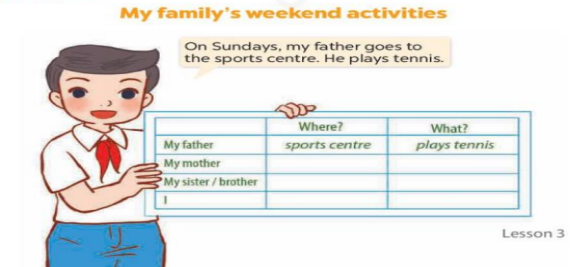 My family's weekend activities
On Sundays, my father goes to
the sports centre. He plays tennis.
Where? What?
My father sports centre plays tennis
My mother
My sister / brother
I
Lesson 3